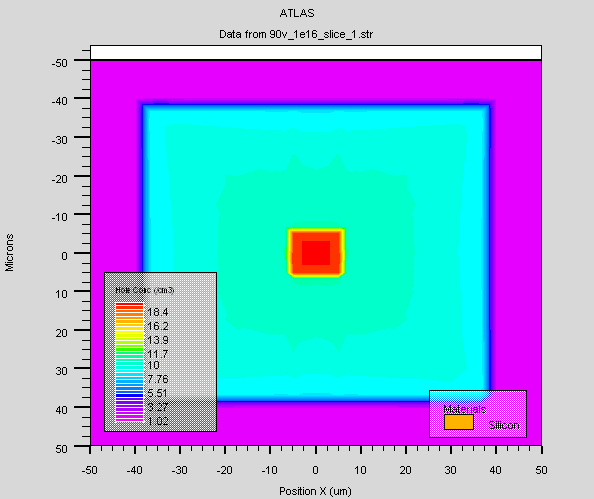 ATLAS
Data from 90v_1e16_slice_1.str
-50
-40
-30
-20
-10
0
10
20
30
40
50
Microns
Hole Conc (/cm3)
18.4
16.2
13.9
11.7
10
7.76
5.51
3.27
1.02
Materials
Silicon
-50 -40 -30 -20 -10 0 10 20 30 40 50
Position X (um)